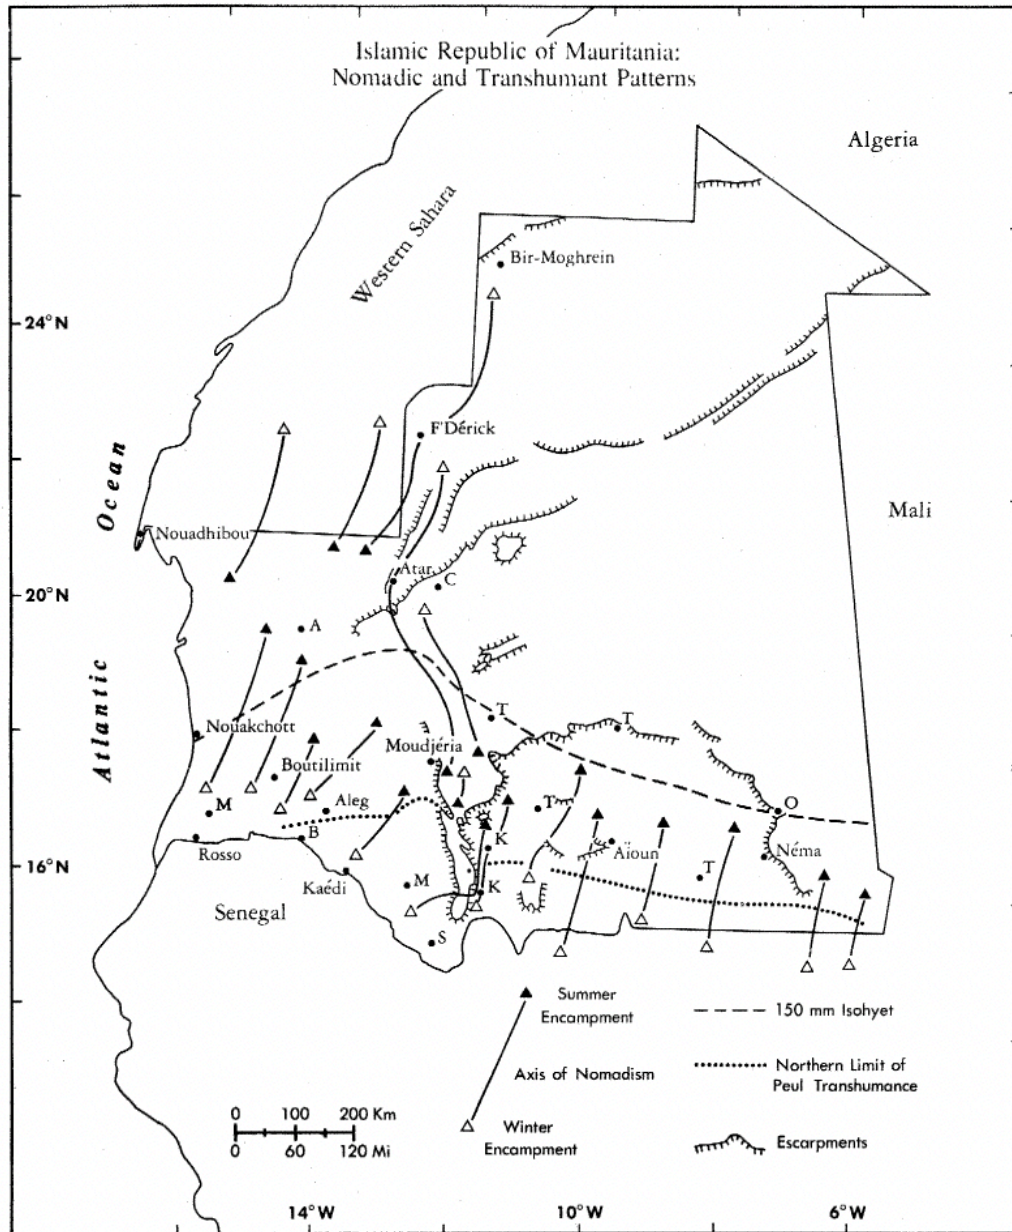 Islamic Republic of Mauritania:
Nomadic and Transhumant Patterns
Algeria
Western Sahara
Bir-Moghrein
24°N
F'Dérick
Ocean
Mali
Nouadhibou
Atar
C
20°N
A
Atlantic
T
T
Nouakchott
Moudjéria
Boutilimit
M
Aleg
T
O
B
K
Aïoun
Néma
Rosso
16°N
Kaédi
M
K
T
Senegal
S
Summer
Encampment
150 mm Isohyet
Axis of Nomadism
Northern Limit of
Peul Transhumance
0 100 200 Km
0 60 120 Mi
Winter
Encampment
Escarpments
14°W
10°W
6°W